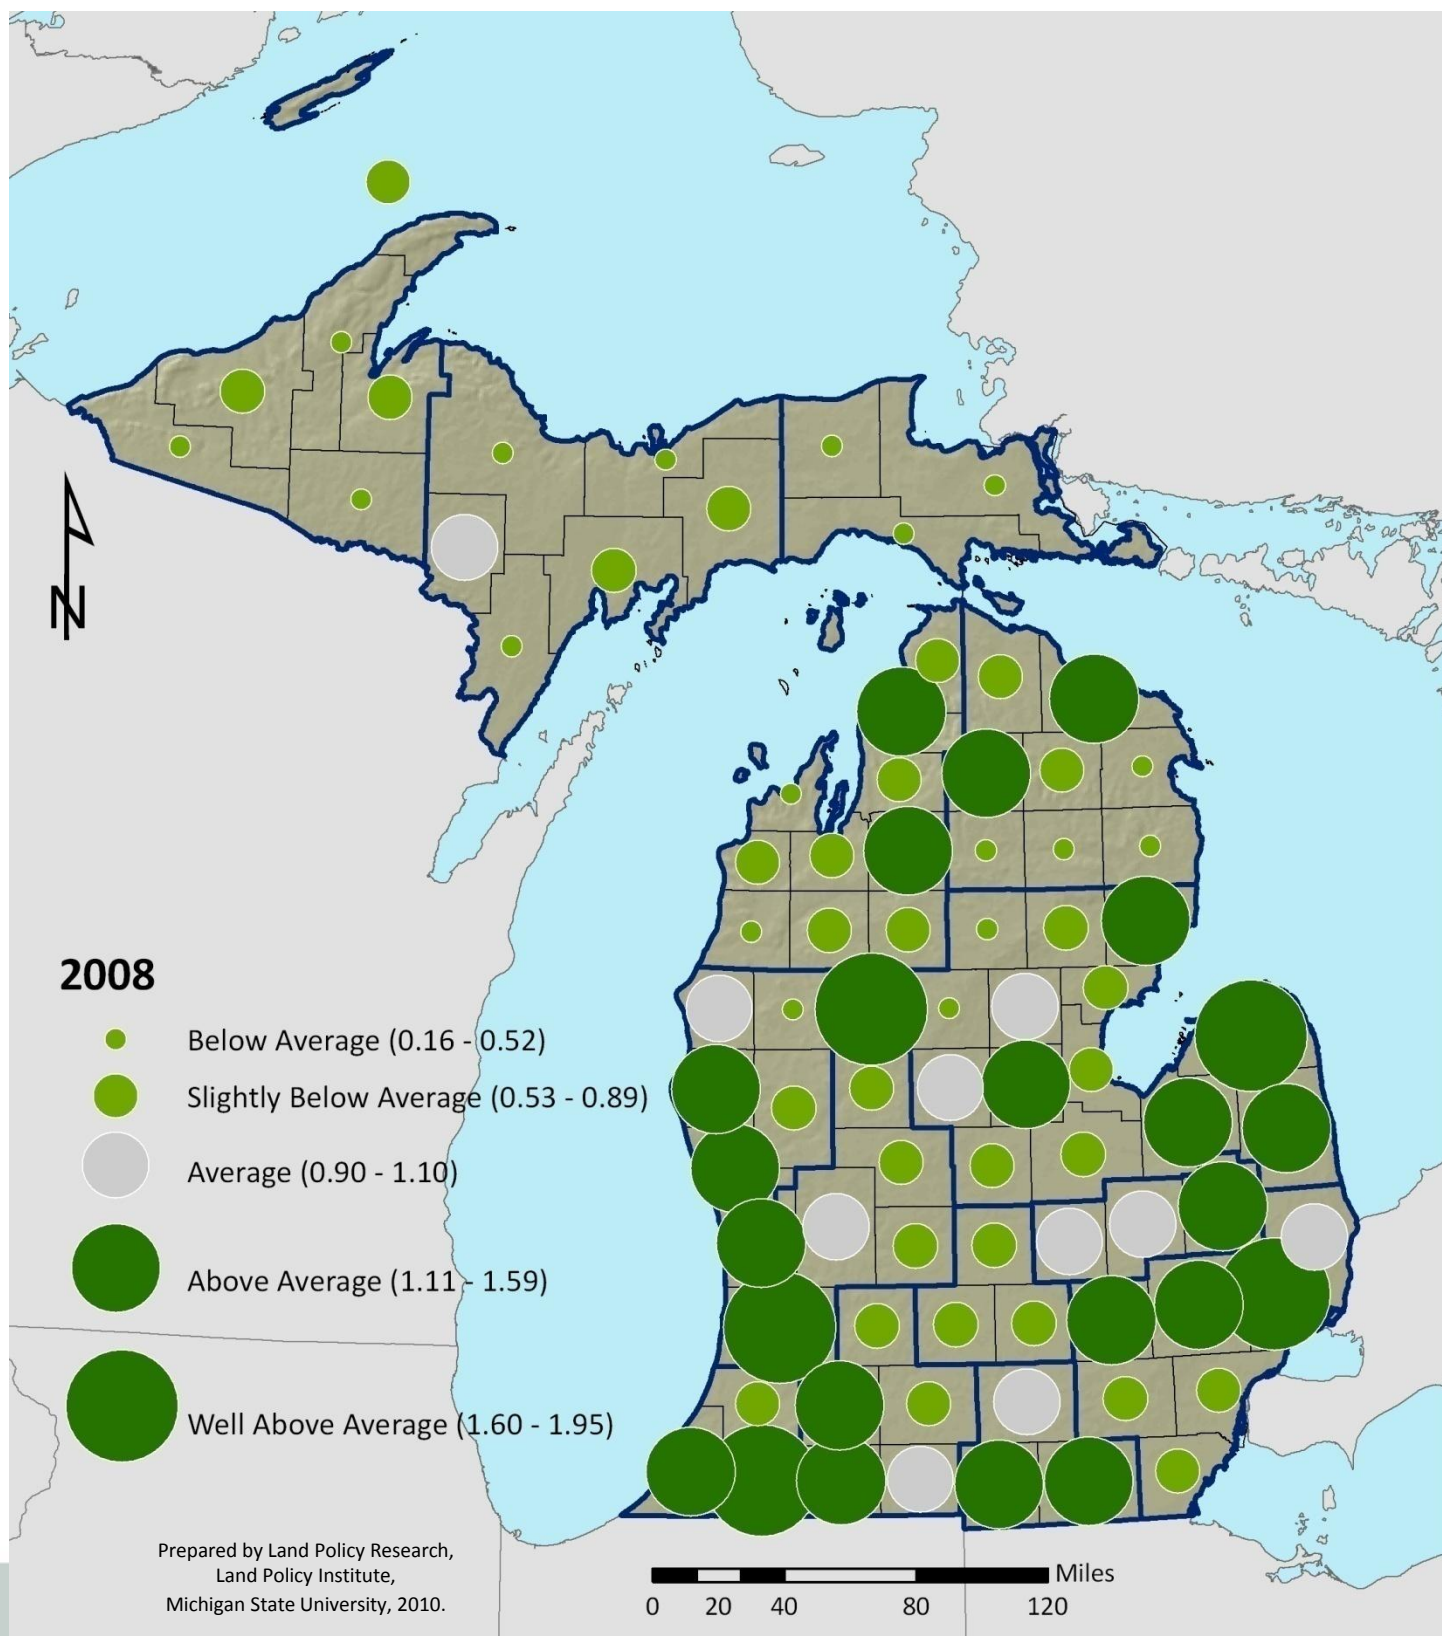 N
2008
Below Average (0.16 - 0.52)
Slightly Below Average (0.53 - 0.89)
Average (0.90 - 1.10)
Above Average (1.11 - 1.59)
Well Above Average (1.60 - 1.95)
Prepared by Land Policy Research,
Land Policy Institute,
Michigan State University, 2010.
Miles
0 20 40 80 120